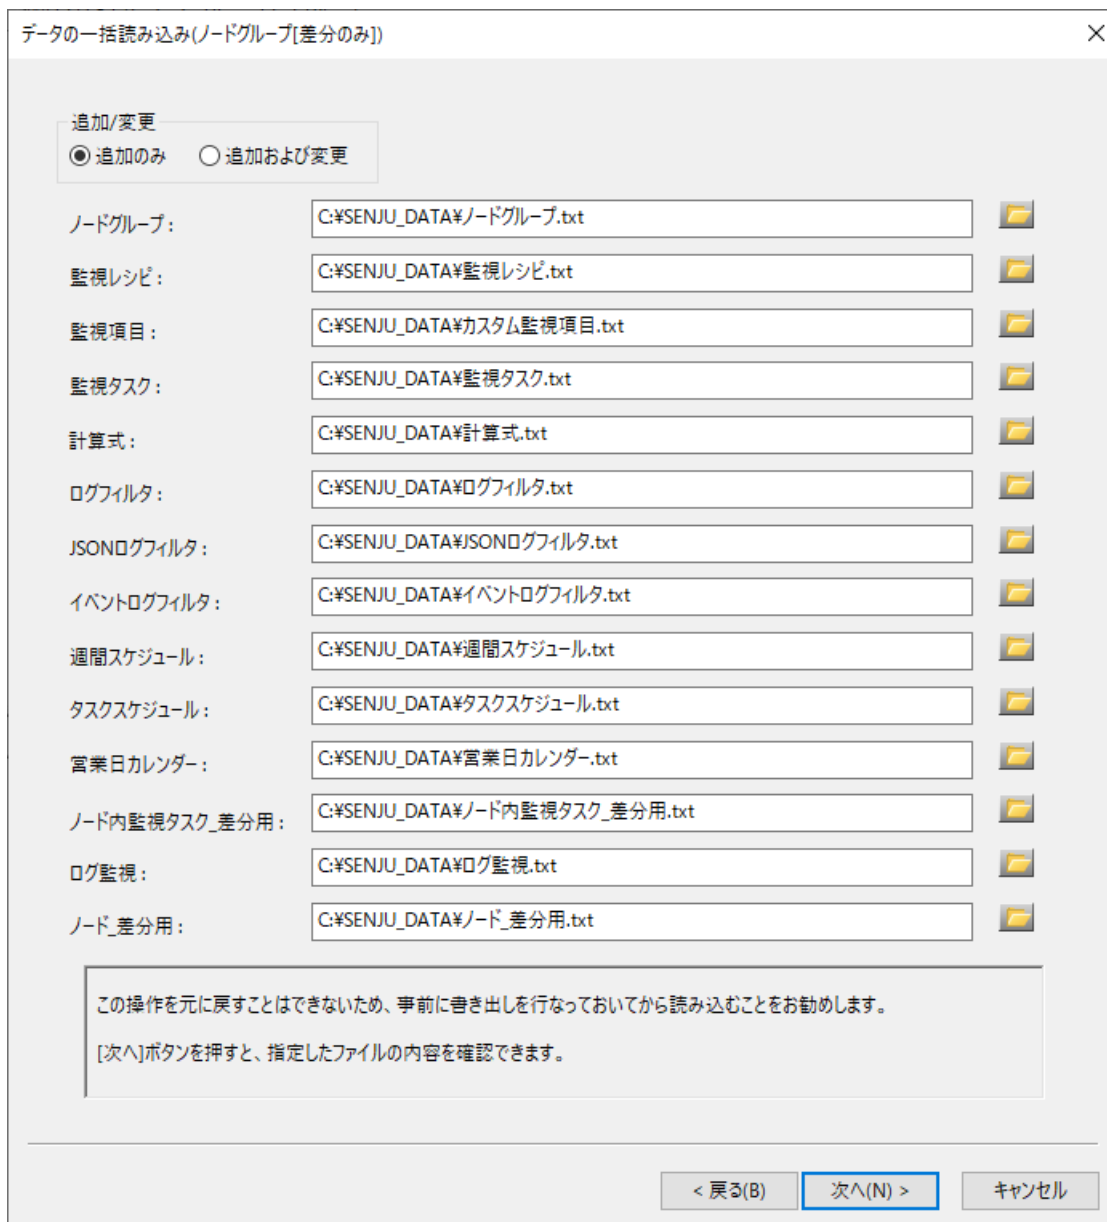 データの一括読み込み(ノードグループ[差分のみ])
追加/変更
追加のみ 追加および変更
ノードグループ : C:¥SENJU_DATA¥ノードグループ.txt
監視レシピ : C:¥SENJU_DATA¥監視レシピ.txt
監視項目 : C:¥SENJU_DATA¥カスタム監視項目.txt
監視タスク : C:¥SENJU_DATA¥監視タスク.txt
計算式 : C:¥SENJU_DATA¥計算式.txt
ログフィルタ : C:¥SENJU_DATA¥ログフィルタ.txt
JSONログフィルタ : C:¥SENJU_DATA¥JSONログフィルタ.txt
イベントログフィルタ : C:¥SENJU_DATA¥イベントログフィルタ.txt
週間スケジュール : C:¥SENJU_DATA¥週間スケジュール.txt
タスクスケジュール : C:¥SENJU_DATA¥タスクスケジュール.txt
営業日カレンダー : C:¥SENJU_DATA¥営業日カレンダー.txt
ノード内監視タスク_差分用 : C:¥SENJU_DATA¥ノード内監視タスク_差分用.txt
ログ監視 : C:¥SENJU_DATA¥ログ監視.txt
ノード_差分用 : C:¥SENJU_DATA¥ノード_差分用.txt
この操作を元に戻すことはできないため、事前に書き出しを行なっておいてから読み込むことをお勧めします。
[次へ]ボタンを押すと、指定したファイルの内容を確認できます。
< 戻る(B) 次へ(N) > キャンセル